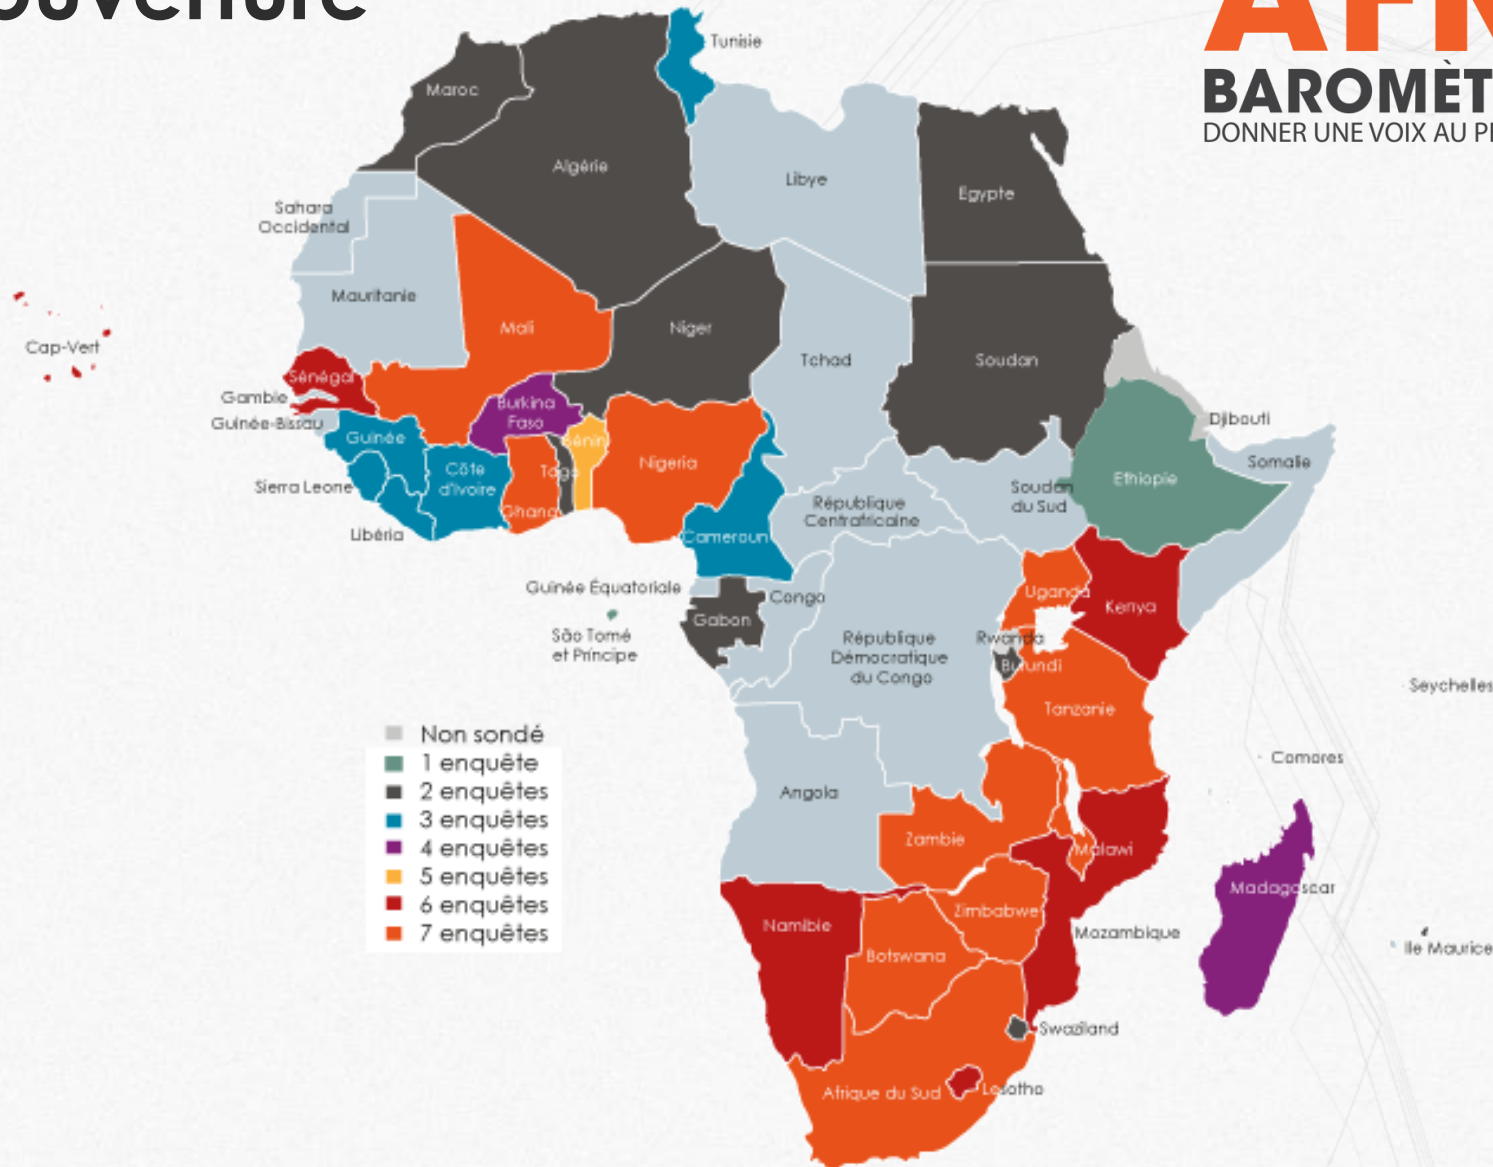 ouverture
AFR
BAROMÈT
DONNER UNE VOIX AU PE
Tunisie
Maroc
Algérie
Libye
Egypte
Sahara
Occidental
Mauritanie
Mali
Niger
Tchad
Soudan
Cap-Vert
Sénégal
Gambie
Guinée-Bissau
Guinée
Burkina
Faso
Bénin
Togo
Nigeria
Djibouti
Somalie
Ethiopie
Sierra Leone
Côte
d'Ivoire
Ghana
Libéria
Cameroun
République
Centrafricaine
Soudan
du Sud
Guinée Équatoriale
São Tomé
et Príncipe
Gabon
Congo
République
Démocratique
du Congo
Uganda
Kenya
Rwanda
Burundi
Tanzanie
Seychelles
Comores
Angola
Zambie
Malawi
Madagascar
Namibie
Zimbabwe
Mozambique
Ile Maurice
Botswana
Swaziland
Afrique du Sud
Lesotho
Non sondé
1 enquête
2 enquêtes
3 enquêtes
4 enquêtes
5 enquêtes
6 enquêtes
7 enquêtes